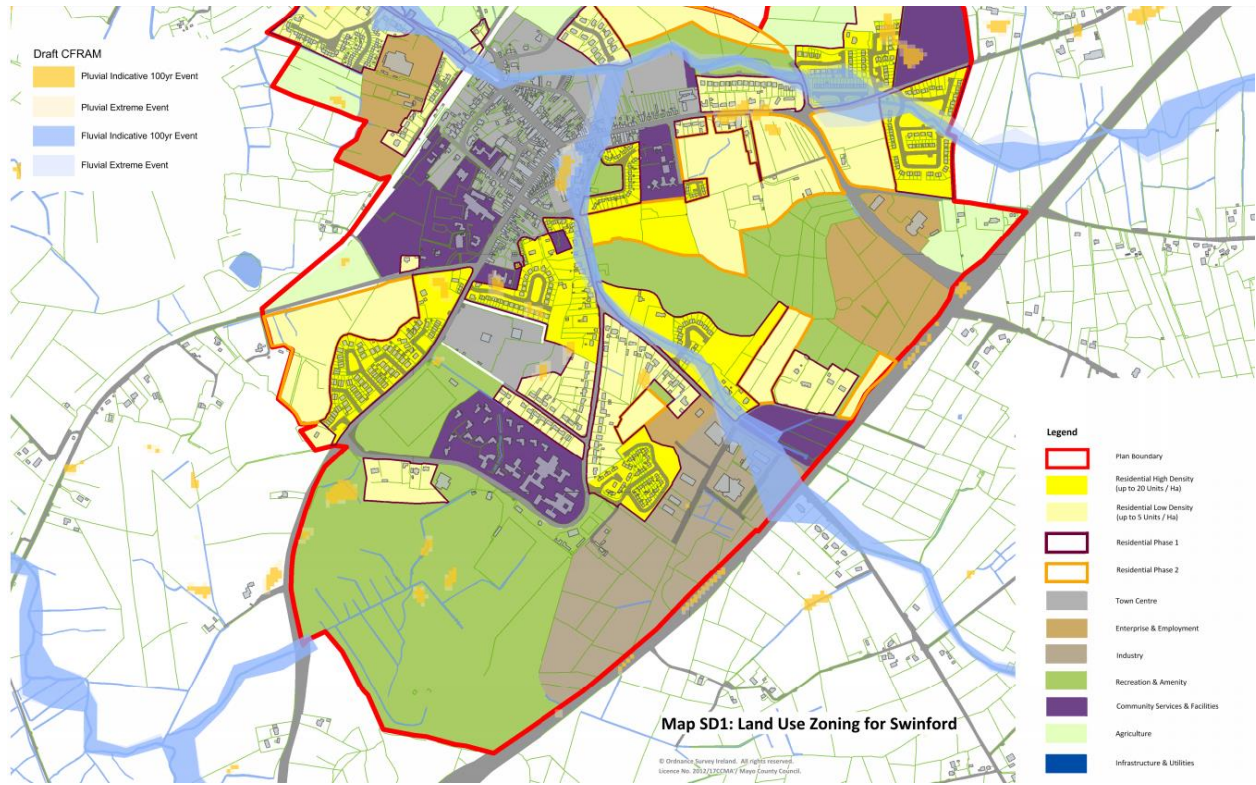 Draft CFRAM
Pluvial Indicative 100yr Event
Pluvial Extreme Event
Fluvial Indicative 100yr Event
Fluvial Extreme Event
Legend
Plan Boundary
Residential High Density
(up to 20 Units / Ha)
Residential Low Density
(up to 5 Units / Ha)
Residential Phase 1
Residential Phase 2
Town Centre
Enterprise & Employment
Industry
Recreation & Amenity
Community Services & Facilities
Agriculture
Infrastructure & Utilities
Map SD1: Land Use Zoning for Swinford
© Ordnance Survey Ireland. All rights reserved.
Licence No. 2012/17CCMA'/ Mayo County Council.